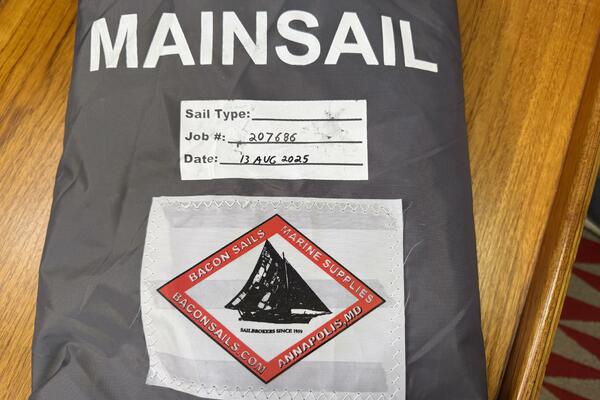 MAINSAIL
Sail Type:
Job #: 207686
Date: 13 AUG 2025
BACON SAILS
MARINE SUPPLIES
SAILBROKERS SINCE 1959
BACONSAILS.COM
ANNAPOLIS,MD